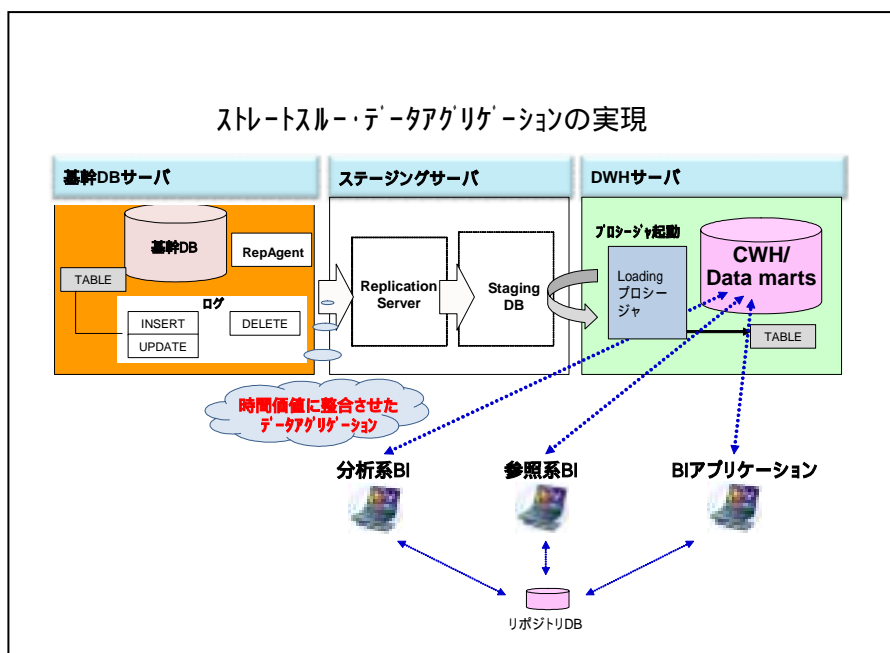 ｽﾄﾚｰﾄｽﾙｰ･ﾃﾞｰﾀｱｸﾞﾘｹﾞｰｼｮﾝの実現
基幹DBサーバ
ステージングサーバ
DWHサーバ
基幹DB
RepAgent
TABLE
ログ
INSERT
DELETE
UPDATE
Replication
Server
Staging
DB
ﾌﾟﾛｼｰｼﾞｬ起動
Loading
プロシー
ジャ
CWH/
Data marts
TABLE
時間価値に整合させた
ﾃﾞｰﾀｱｸﾞﾘｹﾞｰｼｮﾝ
分析系BI
参照系BI
BIアプリケーション
リポジトリDB